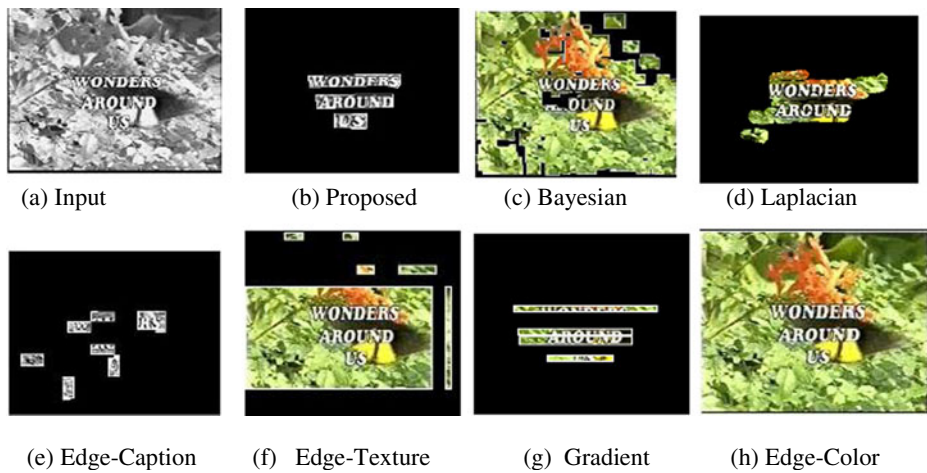 WONDERS
AROUND
US
WONDERS
AROUND
US
WONDERS
OUND
US
WONDERS
AROUND
(a) Input (b) Proposed (c) Bayesian (d) Laplacian
WONDERS
AROUND
US
AROUND
WONDERS
AROUND
US
(e) Edge-Caption (f) Edge-Texture (g) Gradient (h) Edge-Color